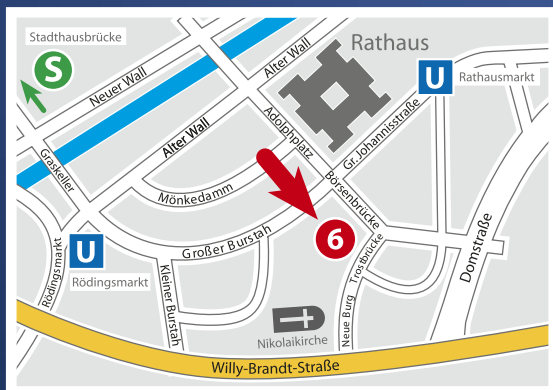 Stadthausbrücke
S
Neuer Wall
Alter Wall
Rathaus
U
Rathausmarkt
Adolphplatz
Gr. Johannisstraße
Alter Wall
Graskeller
Mönkedamm
Börsenbrücke
6
U
Rödingsmarkt
Rödingsmarkt
Großer Burstah
Kleiner Burstah
Trostbrücke
Neue Burg
Domstraße
Nikolaikirche
Willy-Brandt-Straße